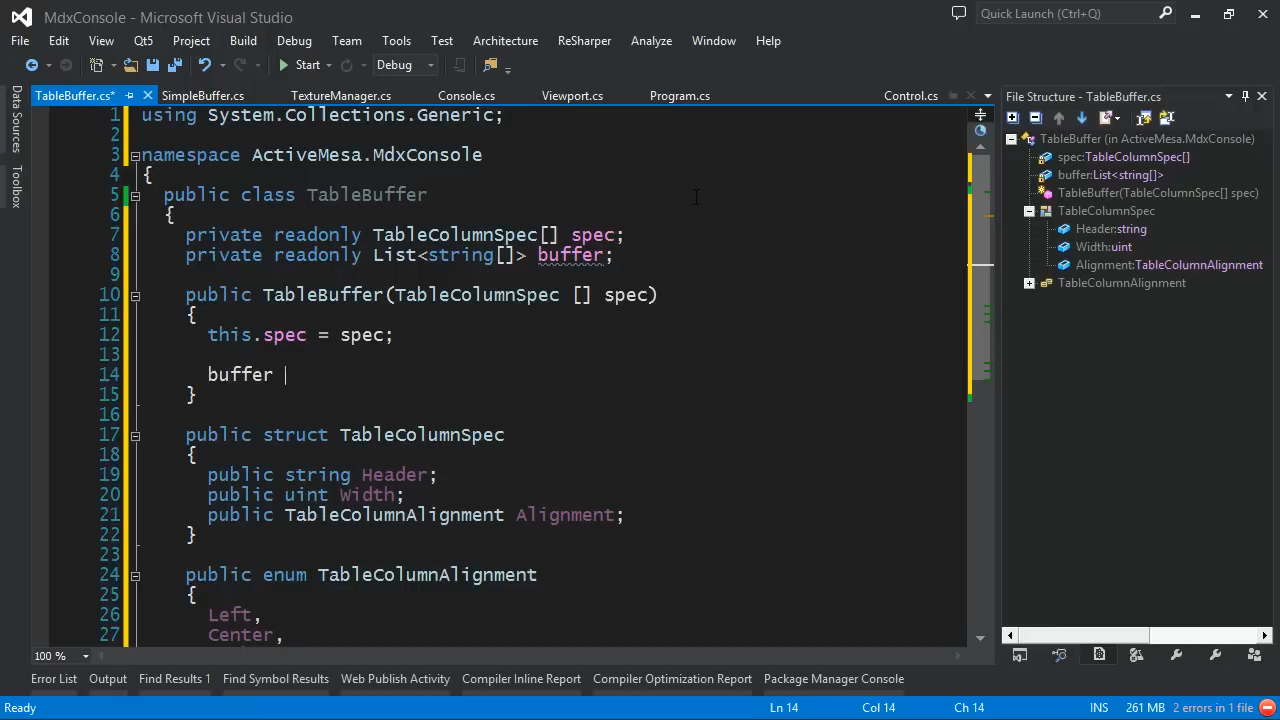 MdxConsole - Microsoft Visual Studio
Quick Launch (Ctrl+Q)
File Edit View Qt5 Project Build Debug Team Tools Test Architecture ReSharper Analyze Window Help
Start Debug
TableBuffer.cs* SimpleBuffer.cs TextureManager.cs Console.cs Viewport.cs Program.cs Control.cs
Data Sources
Toolbox
1 using System.Collections.Generic;
2
3 namespace ActiveMesa.MdxConsole
4 {
5 public class TableBuffer
6 {
7 private readonly TableColumnSpec[] spec;
8 private readonly List<string[]> buffer;
9
10 public TableBuffer(TableColumnSpec [] spec)
11 {
12 this.spec = spec;
13
14 buffer
15 }
16
17 public struct TableColumnSpec
18 {
19 public string Header;
20 public uint Width;
21 public TableColumnAlignment Alignment;
22 }
23
24 public enum TableColumnAlignment
25 {
26 Left,
27 Center,
100 %
File Structure - TableBuffer.cs
TableBuffer (in ActiveMesa.MdxConsole)
spec:TableColumnSpec[]
buffer:List<string[]>
TableBuffer(TableColumnSpec[] spec)
TableColumnSpec
Header:string
Width:uint
Alignment:TableColumnAlignment
TableColumnAlignment
Error List Output Find Results 1 Find Symbol Results Web Publish Activity Compiler Inline Report Compiler Optimization Report Package Manager Console
Ready Ln 14 Col 14 Ch 14 INS 261 MB 2 errors in 1 file